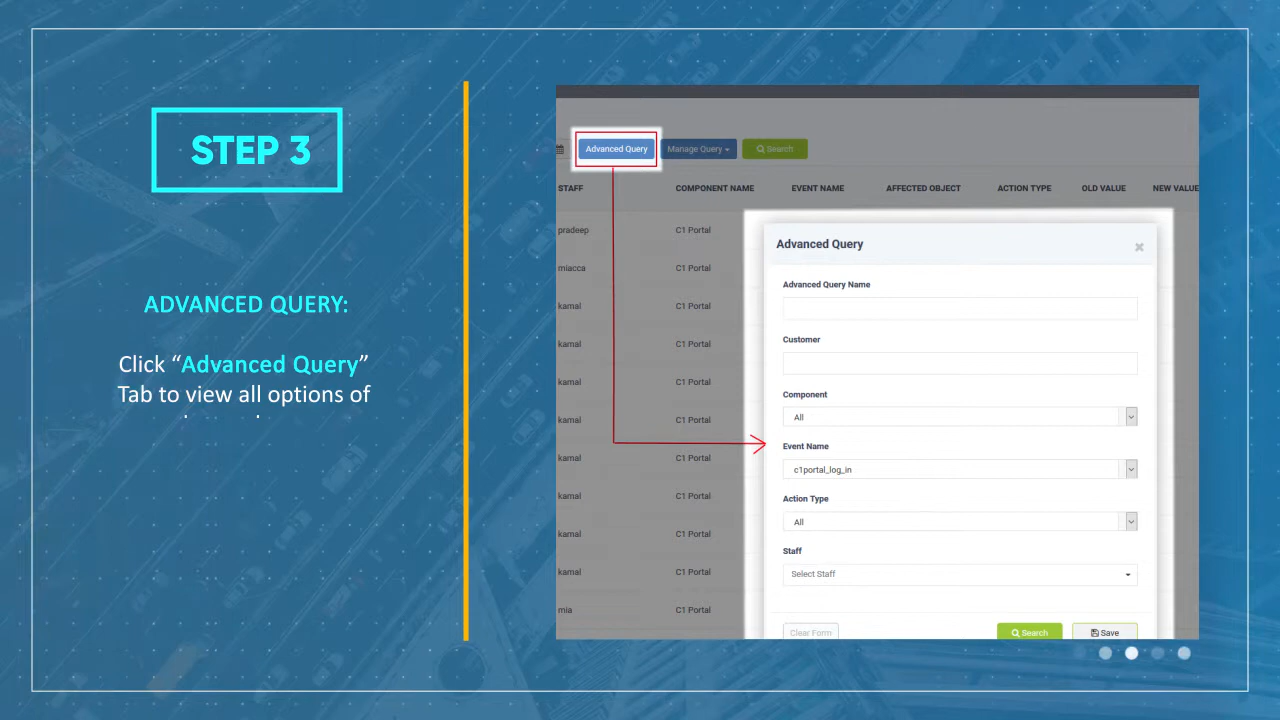 STEP 3
ADVANCED QUERY:
Click “Advanced Query”
Tab to view all options of
Advanced Query Manage Query Search
STAFF COMPONENT NAME EVENT NAME AFFECTED OBJECT ACTION TYPE OLD VALUE NEW VALUE
pradeep C1 Portal
miacca C1 Portal
kamal C1 Portal
kamal C1 Portal
kamal C1 Portal
kamal C1 Portal
kamal C1 Portal
kamal C1 Portal
kamal C1 Portal
kamal C1 Portal
mia C1 Portal
Advanced Query
Advanced Query Name
Customer
Component
All
Event Name
c1portal_log_in
Action Type
All
Staff
Select Staff
Clear Form Search Save